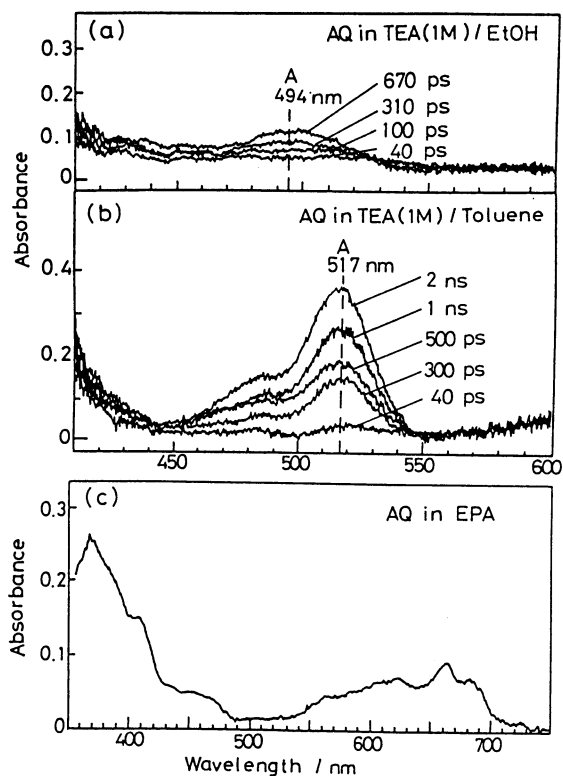 (a) AQ in TEA(1M)/EtOH
0.3
0.2
0.1
0
A
494 nm
670 ps
310 ps
100 ps
40 ps
Absorbance
(b) AQ in TEA(1M)/Toluene
0.4
0.2
0
A
517 nm
2 ns
1 ns
500 ps
300 ps
40 ps
450 500 550 600
(c) AQ in EPA
0.3
0.2
0.1
0
Absorbance
400 500 600 700
Wavelength / nm